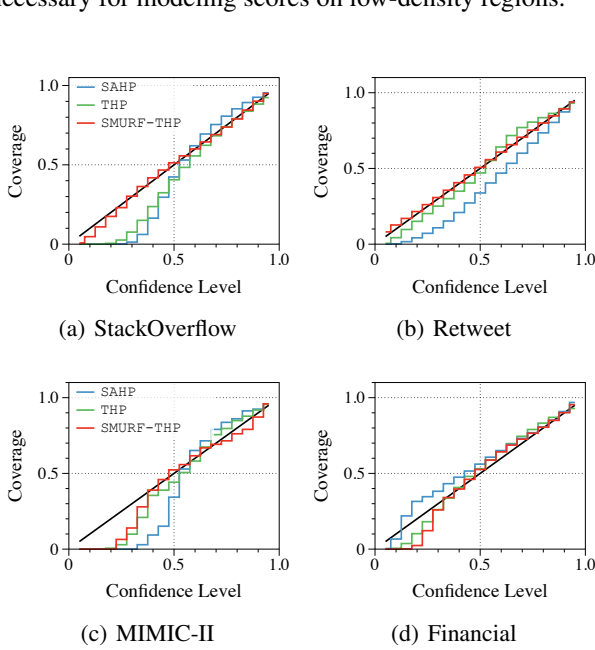 necessary for modeling scores on low-density regions.
1.0
SAHP
THP
SMURF-THP
Coverage
0.5
0
0
0.5
1.0
Confidence Level
(a) StackOverflow
1.0
Coverage
0.5
0
0
0.5
1.0
Confidence Level
(b) Retweet
1.0
SAHP
THP
SMURF-THP
Coverage
0.5
0
0
0.5
1.0
Confidence Level
(c) MIMIC-II
1.0
Coverage
0.5
0
0
0.5
1.0
Confidence Level
(d) Financial